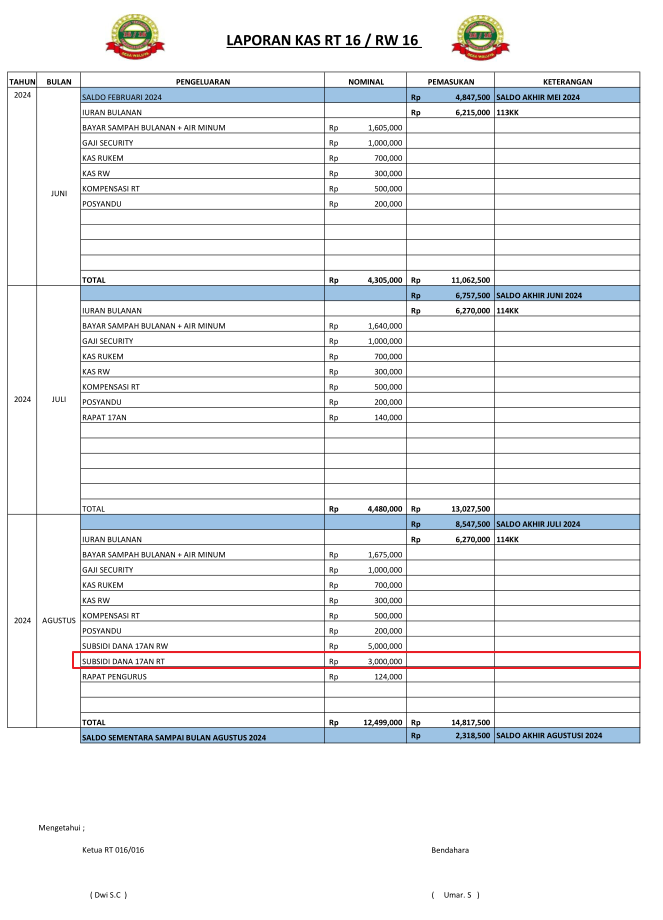 LAPORAN KAS RT 16 / RW 16
TAHUN BULAN PENGELUARAN NOMINAL PEMASUKAN KETERANGAN
2024 SALDO FEBRUARI 2024 Rp 4,847,500 SALDO AKHIR MEI 2024
IURAN BULANAN Rp 6,215,000 113KK
BAYAR SAMPAH BULANAN + AIR MINUM Rp 1,605,000
GAJI SECURITY Rp 1,000,000
KAS RUKEM Rp 700,000
KAS RW Rp 300,000
JUNI KOMPENSASI RT Rp 500,000
POSYANDU Rp 200,000
TOTAL Rp 4,305,000 Rp 11,062,500
Rp 6,757,500 SALDO AKHIR JUNI 2024
IURAN BULANAN Rp 6,270,000 114KK
BAYAR SAMPAH BULANAN + AIR MINUM Rp 1,640,000
GAJI SECURITY Rp 1,000,000
KAS RUKEM Rp 700,000
KAS RW Rp 300,000
KOMPENSASI RT Rp 500,000
2024 JULI POSYANDU Rp 200,000
RAPAT 17AN Rp 140,000
TOTAL Rp 4,480,000 Rp 13,027,500
Rp 8,547,500 SALDO AKHIR JULI 2024
IURAN BULANAN Rp 6,270,000 114KK
BAYAR SAMPAH BULANAN + AIR MINUM Rp 1,675,000
GAJI SECURITY Rp 1,000,000
KAS RUKEM Rp 700,000
KAS RW Rp 300,000
2024 AGUSTUS KOMPENSASI RT Rp 500,000
POSYANDU Rp 200,000
SUBSIDI DANA 17AN RW Rp 5,000,000
SUBSIDI DANA 17AN RT Rp 3,000,000
RAPAT PENGURUS Rp 124,000
TOTAL Rp 12,499,000 Rp 14,817,500
SALDO SEMENTARA SAMPAI BULAN AGUSTUS 2024 Rp 2,318,500 SALDO AKHIR AGUSTUSI 2024
Mengetahui ;
Ketua RT 016/016 Bendahara
( Dwi S.C ) ( Umar. S )